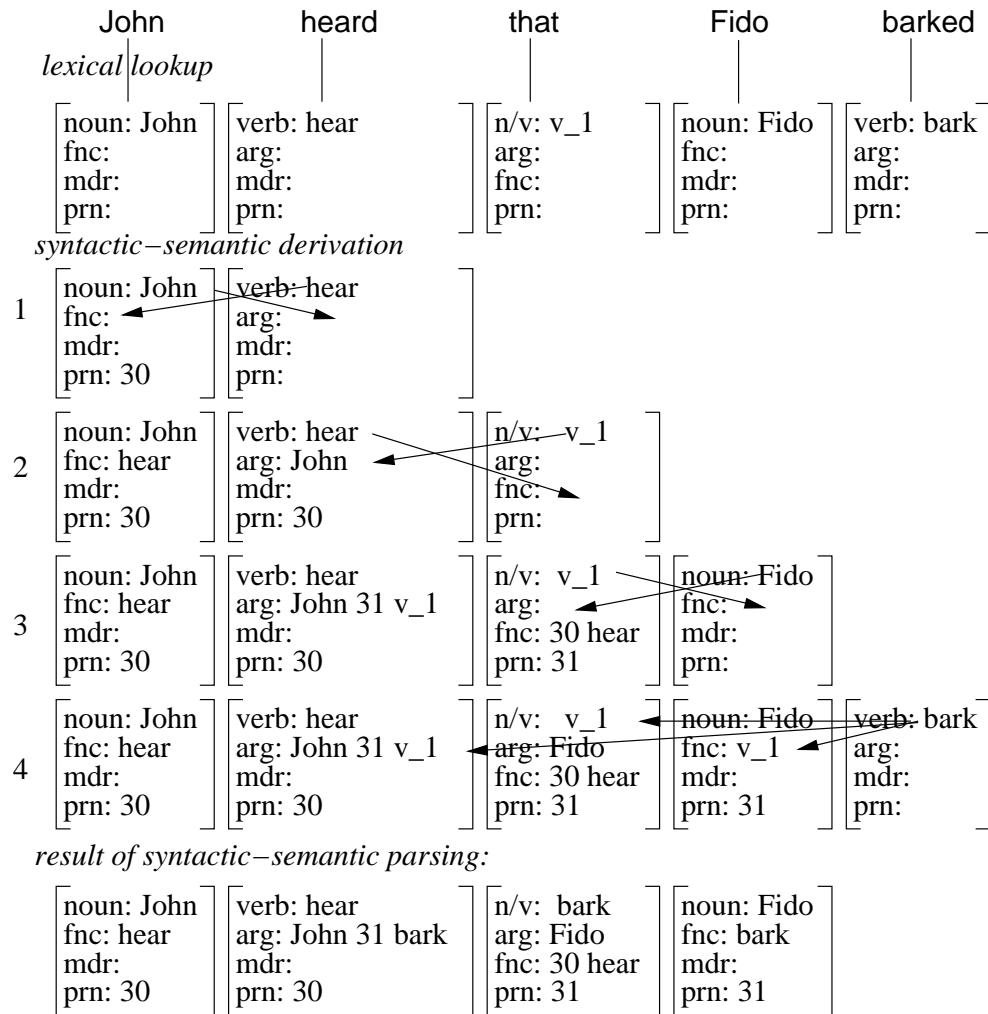 John heard that Fido barked
lexical lookup
noun: John verb: hear n/v: v_1 noun: Fido verb: bark
fnc: arg: arg: fnc: arg:
mdr: mdr: fnc: mdr: mdr:
prn: prn: prn: prn: prn:
syntactic−semantic derivation
noun: John verb: hear
1 fnc: arg:
mdr: mdr:
prn: 30 prn:
noun: John verb: hear n/v: v_1
2 fnc: hear arg: John arg:
mdr: mdr: fnc:
prn: 30 prn: 30 prn:
noun: John verb: hear n/v: v_1 noun: Fido
3 fnc: hear arg: John 31 v_1 arg: fnc:
mdr: mdr: fnc: 30 hear mdr:
prn: 30 prn: 30 prn: 31 prn:
noun: John verb: hear n/v: v_1 noun: Fido verb: bark
4 fnc: hear arg: John 31 v_1 arg: Fido fnc: v_1 arg:
mdr: mdr: fnc: 30 hear mdr: mdr:
prn: 30 prn: 30 prn: 31 prn: 31 prn:
result of syntactic−semantic parsing:
noun: John verb: hear n/v: bark noun: Fido
fnc: hear arg: John 31 bark arg: Fido fnc: bark
mdr: mdr: fnc: 30 hear mdr:
prn: 30 prn: 30 prn: 31 prn: 31